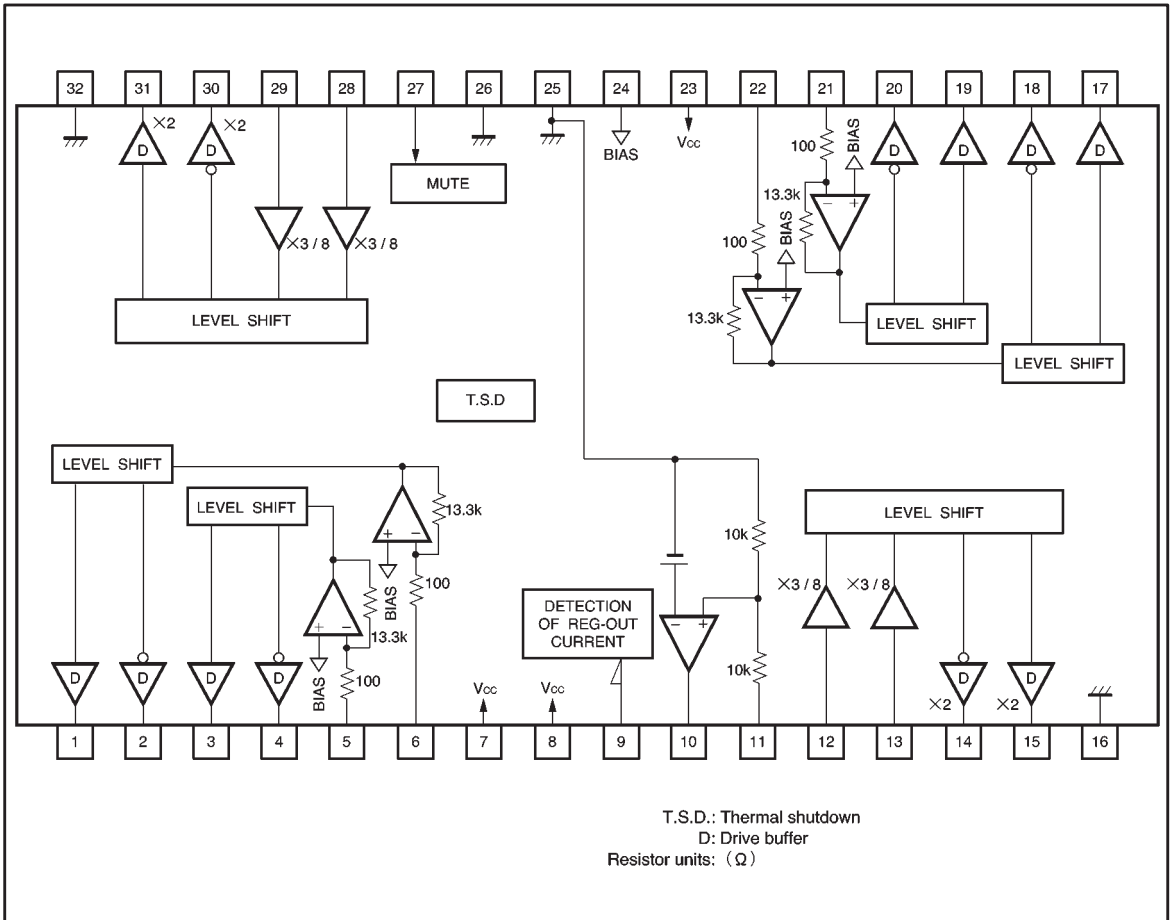 32 31 30 29 28 27 26 25 24 23 22 21 20 19 18 17
×2 ×2
D D
BIAS
Vcc
100
BIAS
D D D D
MUTE
13.3k
- +
×3 / 8 ×3 / 8
100
BIAS
- +
13.3k
LEVEL SHIFT
LEVEL SHIFT
LEVEL SHIFT
T.S.D
LEVEL SHIFT
LEVEL SHIFT
13.3k
+ -
LEVEL SHIFT
10k
BIAS
100
×3 / 8 ×3 / 8
DETECTION
OF REG-OUT
CURRENT
- +
+ -
13.3k
10k
D D D D
BIAS
100
Vcc Vcc
D D
×2 ×2
1 2 3 4 5 6 7 8 9 10 11 12 13 14 15 16
T.S.D.: Thermal shutdown
D: Drive buffer
Resistor units: (Ω)